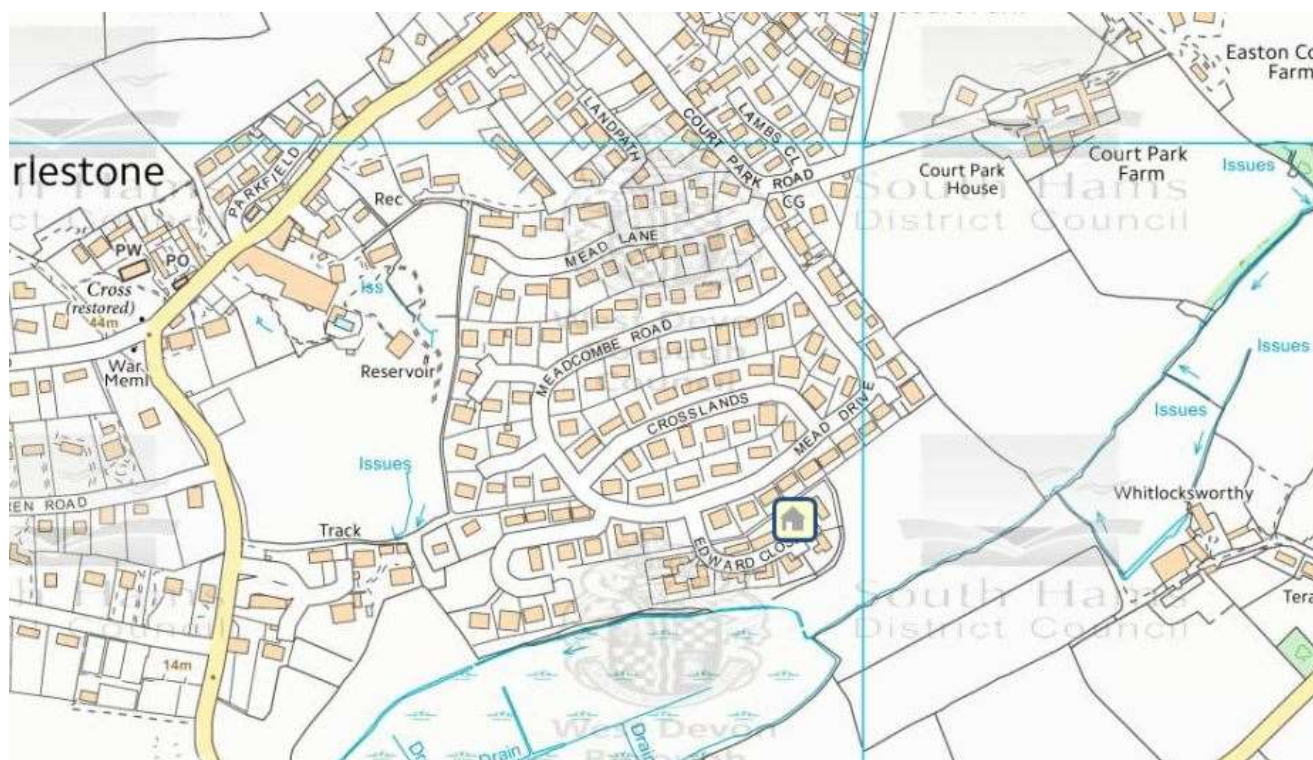 Easton Co
Farm
LANDPATH
COURT PARK ROAD
LAMBS CL
rlestone
PARKFIELD
Rec
Court Park
House
Court Park
Farm
Issues
South Hams
District Council
CG
MEAD LANE
PW
PO
Cross
(restored)
44m
Iss
War
Meml
Reservoir
MEADCOMBE ROAD
CROSSLANDS
MEAD DRIVE
Issues
Issues
Issues
Whitlocksworthy
EN ROAD
Track
EDWARD CLOS
South Hams
District Council
Tera
14m
West Devon
Borough
Drain
Drain
Dr